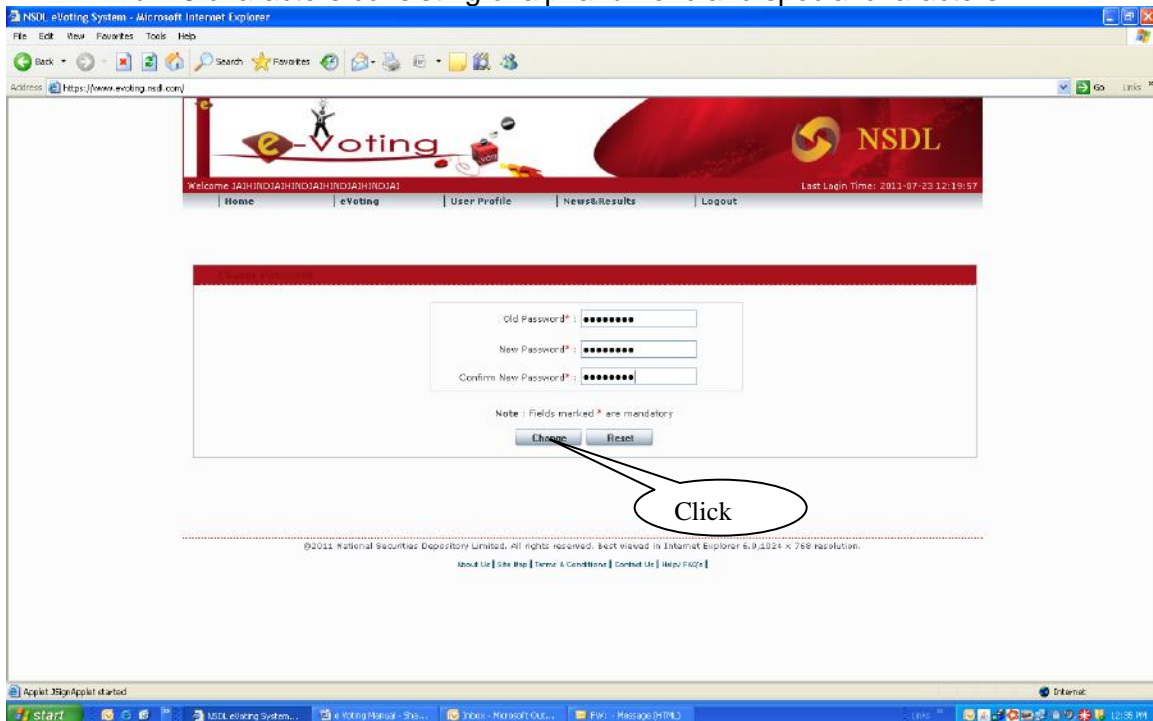 NSDL eVoting System - Microsoft Internet Explorer
File Edit View Favorites Tools Help
Back Search Favorites
Address https://www.evoting.nsdl.com/ Go Links
e-Voting NSDL
VOTE
Welcome JAIHINDJAIHINDJAIHINDJAIHINDJAI Last Login Time: 2011-07-23 12:19:57
Home eVoting User Profile News&Results Logout
Change Password
Old Password* :
New Password* :
Confirm New Password* :
Note : Fields marked * are mandatory
Change Reset
Click
©2011 National Securities Depository Limited. All rights reserved. Best viewed in Internet Explorer 6.0,1024 x 768 resolution.
About Us | Site Map | Terms & Conditions | Contact Us | Help/ FAQ's |
Applet JSignApplet started Internet
start NSDL eVoting System... e Voting Manual - Sha... Inbox - Microsoft Out... FW: - Message (HTML) Links 12:35 PM